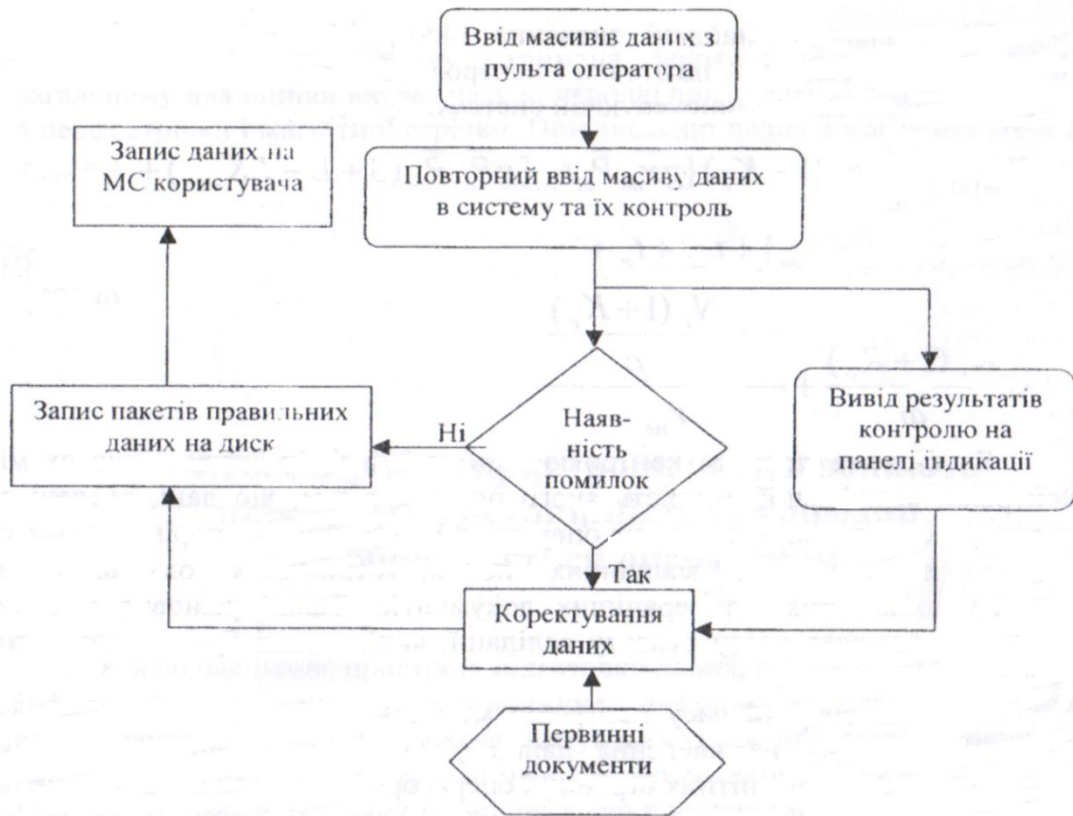 Ввід масивів даних з
пульта оператора
Запис даних на
МС користувача
Повторний ввід масиву даних
в систему та їх контроль
Запис пакетів правильних
даних на диск
Ні
Наяв-
ність
помилок
Вивід результатів
контролю на
панелі індикації
Так
Коректування
даних
Первинні
документи